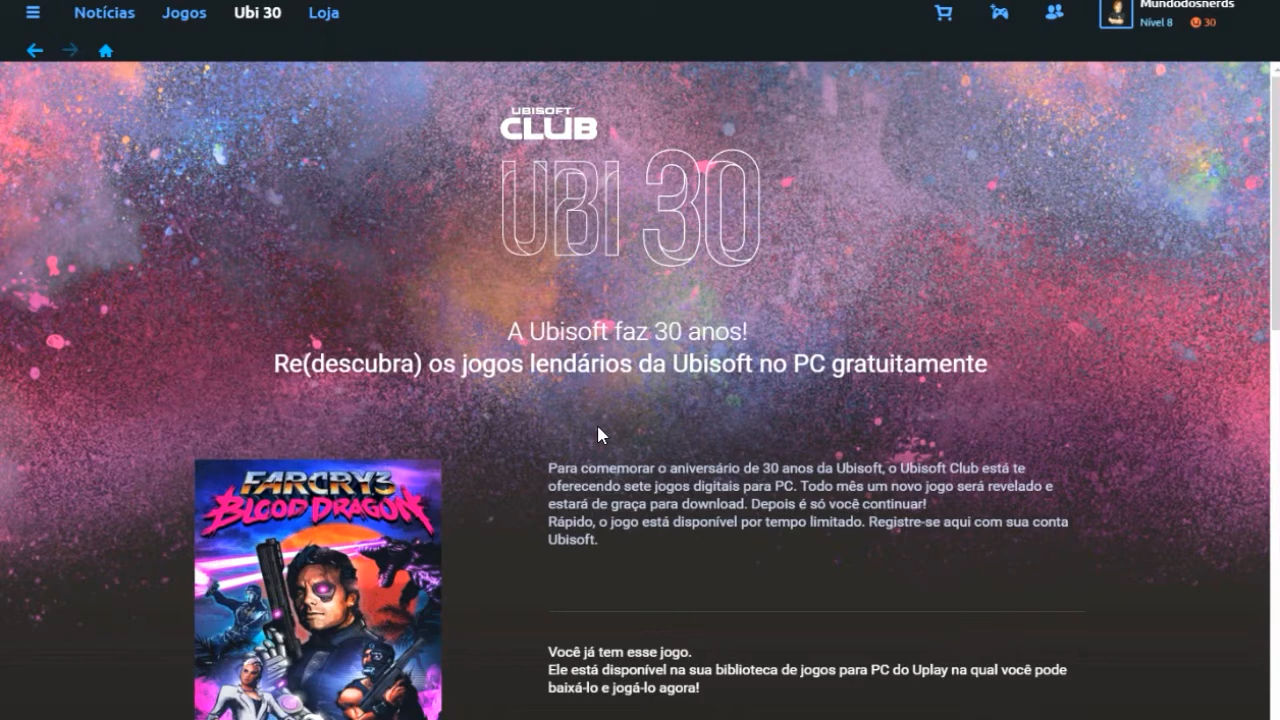 Notícias Jogos Ubi 30 Loja
Mundodosnerds
Nível 8 30
UBISOFT
CLUB
UBI 30
A Ubisoft faz 30 anos!
Re(descubra) os jogos lendários da Ubisoft no PC gratuitamente
FARCRY3
BLOOD DRAGON
Para comemorar o aniversário de 30 anos da Ubisoft, o Ubisoft Club está te
oferecendo sete jogos digitais para PC. Todo mês um novo jogo será revelado e
estará de graça para download. Depois é só você continuar!
Rápido, o jogo está disponível por tempo limitado. Registre-se aqui com sua conta
Ubisoft.
Você já tem esse jogo.
Ele está disponível na sua biblioteca de jogos para PC do Uplay na qual você pode
baixá-lo e jogá-lo agora!